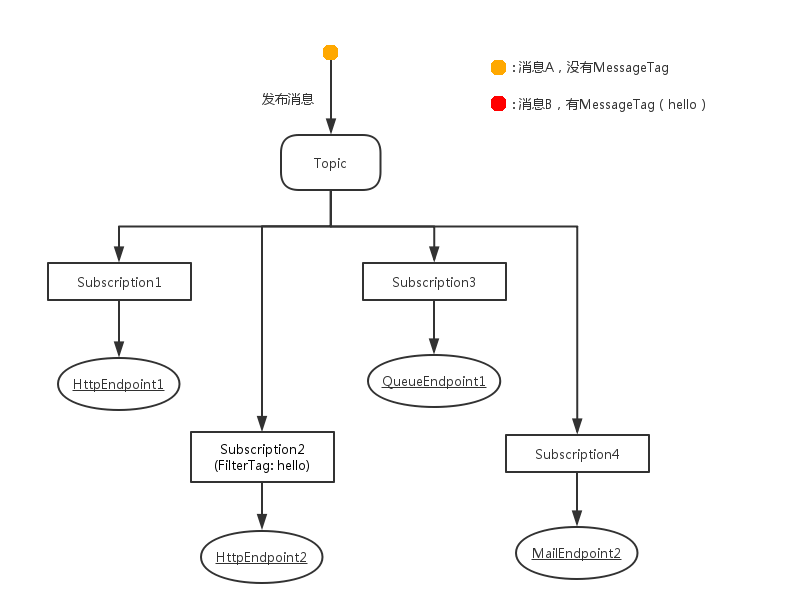 : 消息A，没有MessageTag
发布消息
: 消息B，有MessageTag ( hello )
Topic
Subscription1
Subscription3
HttpEndpoint1
QueueEndpoint1
Subscription2
(FilterTag: hello)
Subscription4
HttpEndpoint2
MailEndpoint2